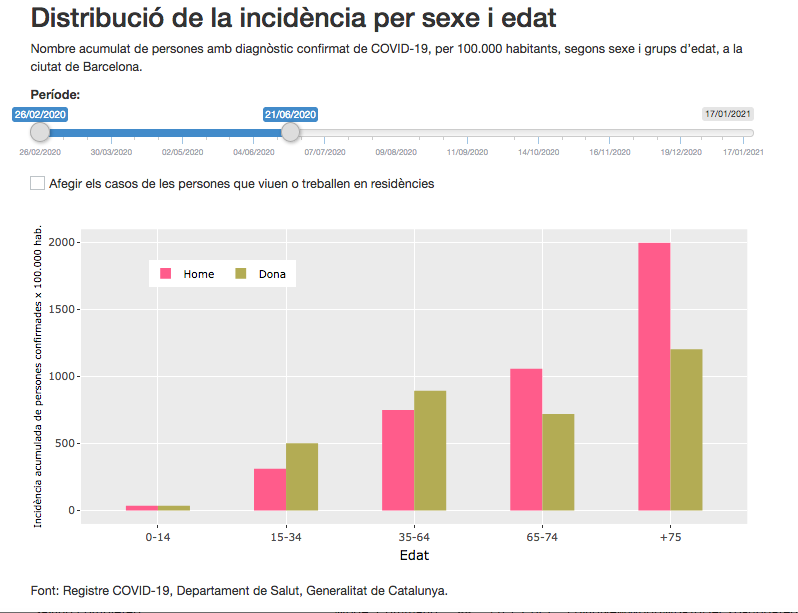 Distribució de la incidència per sexe i edat
Nombre acumulat de persones amb diagnòstic confirmat de COVID-19, per 100.000 habitants, segons sexe i grups d'edat, a la
ciutat de Barcelona.
Període:
26/02/2020 21/06/2020 17/01/2021
26/02/2020 30/03/2020 02/05/2020 04/06/2020 07/07/2020 09/08/2020 11/09/2020 14/10/2020 16/11/2020 19/12/2020 17/01/2021
Afegir els casos de les persones que viuen o treballen en residències
Incidència acumulada de persones confirmades x 100.000 hab.
2000
1500
1000
500
0
Home Dona
0-14 15-34 35-64 65-74 +75
Edat
Font: Registre COVID-19, Departament de Salut, Generalitat de Catalunya.